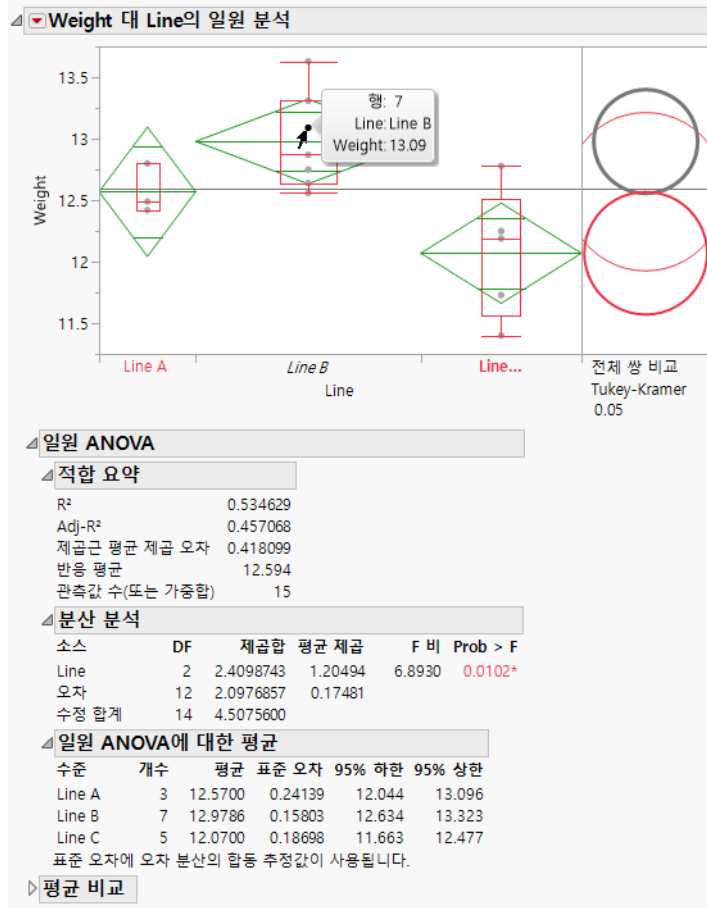 Weight 대 Line의 일원 분석
13.5
13
12.5
12
11.5
Weight
행: 7
Line: Line B
Weight: 13.09
Line A
Line B
Line...
Line
전체 쌍 비교
Tukey-Kramer
0.05
일원 ANOVA
적합 요약
R² 0.534629
Adj-R² 0.457068
제곱근 평균 제곱 오차 0.418099
반응 평균 12.594
관측값 수(또는 가중합) 15
분산 분석
소스 DF 제곱합 평균 제곱 F 비 Prob > F
Line 2 2.4098743 1.20494 6.8930 0.0102*
오차 12 2.0976857 0.17481
수정 합계 14 4.5075600
일원 ANOVA에 대한 평균
수준 개수 평균 표준 오차 95% 하한 95% 상한
Line A 3 12.5700 0.24139 12.044 13.096
Line B 7 12.9786 0.15803 12.634 13.323
Line C 5 12.0700 0.18698 11.663 12.477
표준 오차에 오차 분산의 합동 추정값이 사용됩니다.
평균 비교